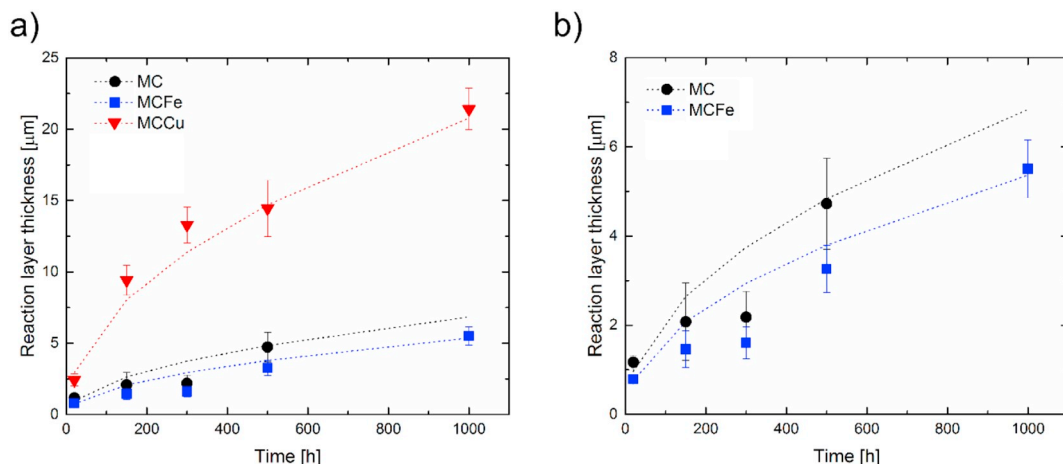 a)
25
20
15
10
5
0
Reaction layer thickness [µm]
MC
MCFe
MCCu
0 200 400 600 800 1000
Time [h]
b)
8
6
4
2
0
Reaction layer thickness [µm]
MC
MCFe
0 200 400 600 800 1000
Time [h]